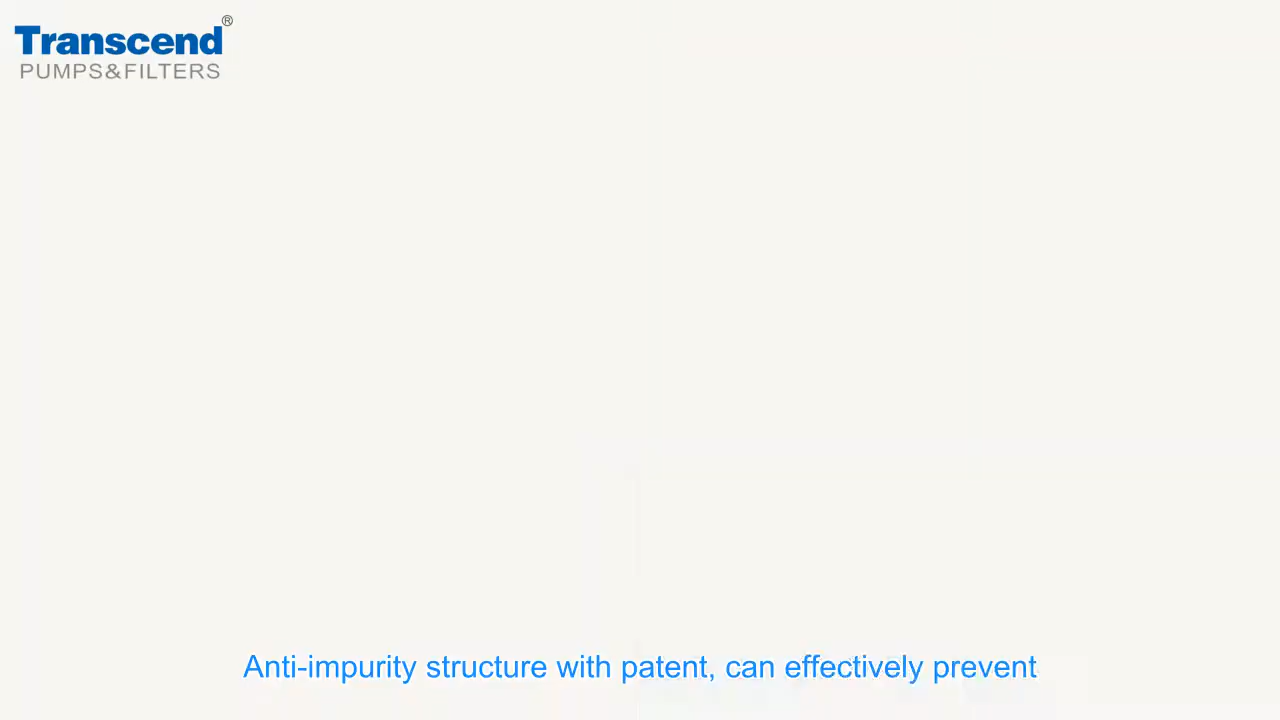 Transcend®
PUMPS&FILTERS
Anti-impurity structure with patent, can effectively prevent